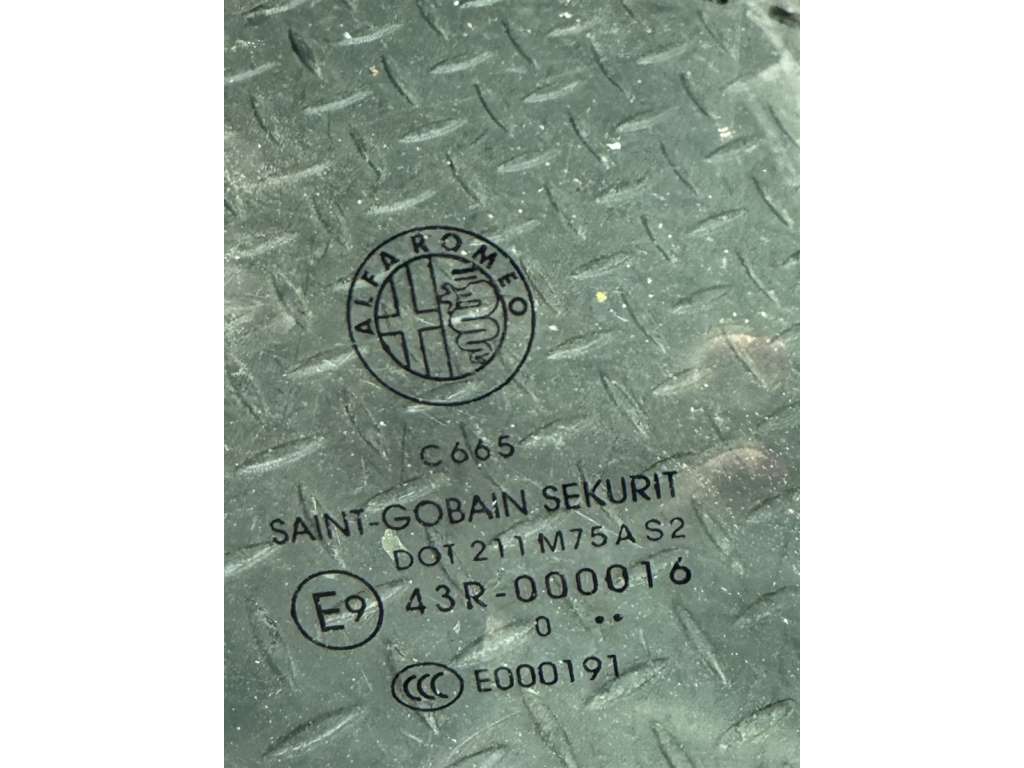 ALFA ROMEO
C665
SAINT-GOBAIN SEKURIT
DOT 211 M75 A S2
E9 43R-000016
0 ..
CCC E000191